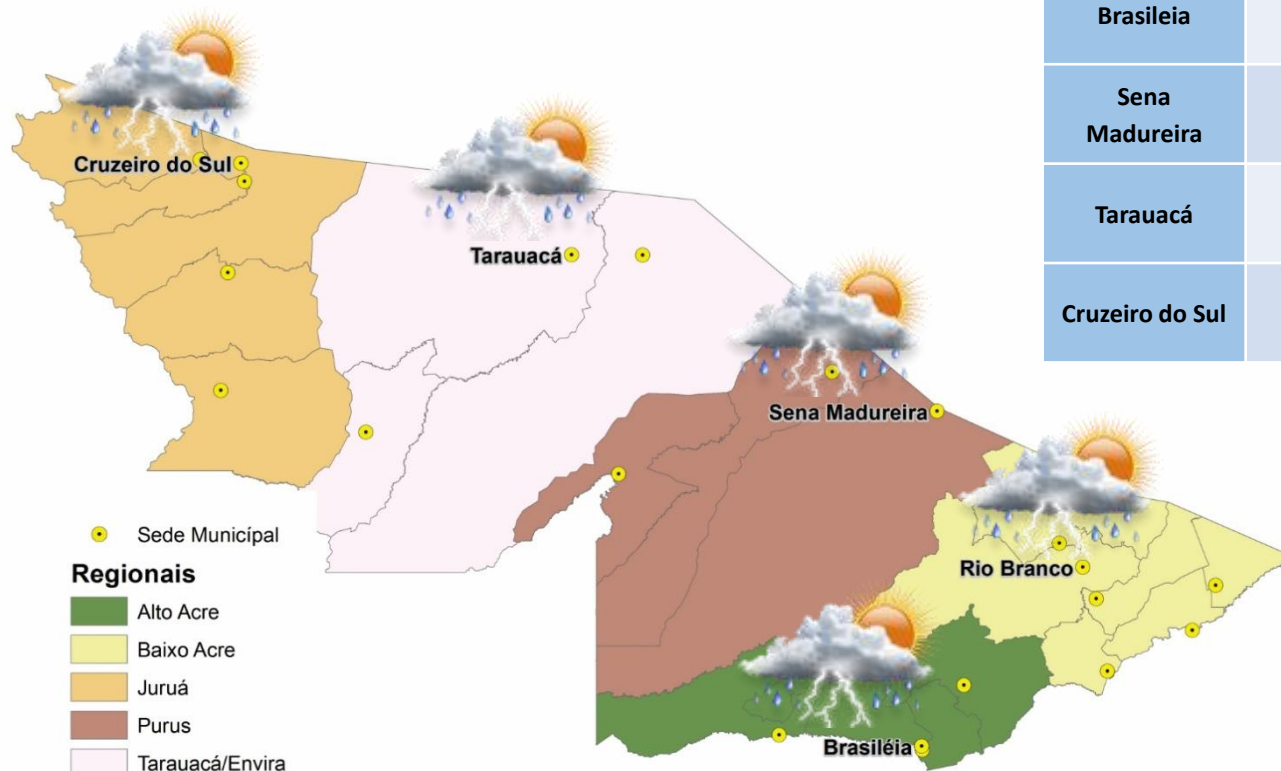 Brasileia
Sena
Madureira
Tarauacá
Cruzeiro do Sul
Cruzeiro do Sul
Tarauacá
Sena Madureira
Rio Branco
Brasiléia
Sede Municípal
Regionais
Alto Acre
Baixo Acre
Juruá
Purus
Tarauacá/Envira